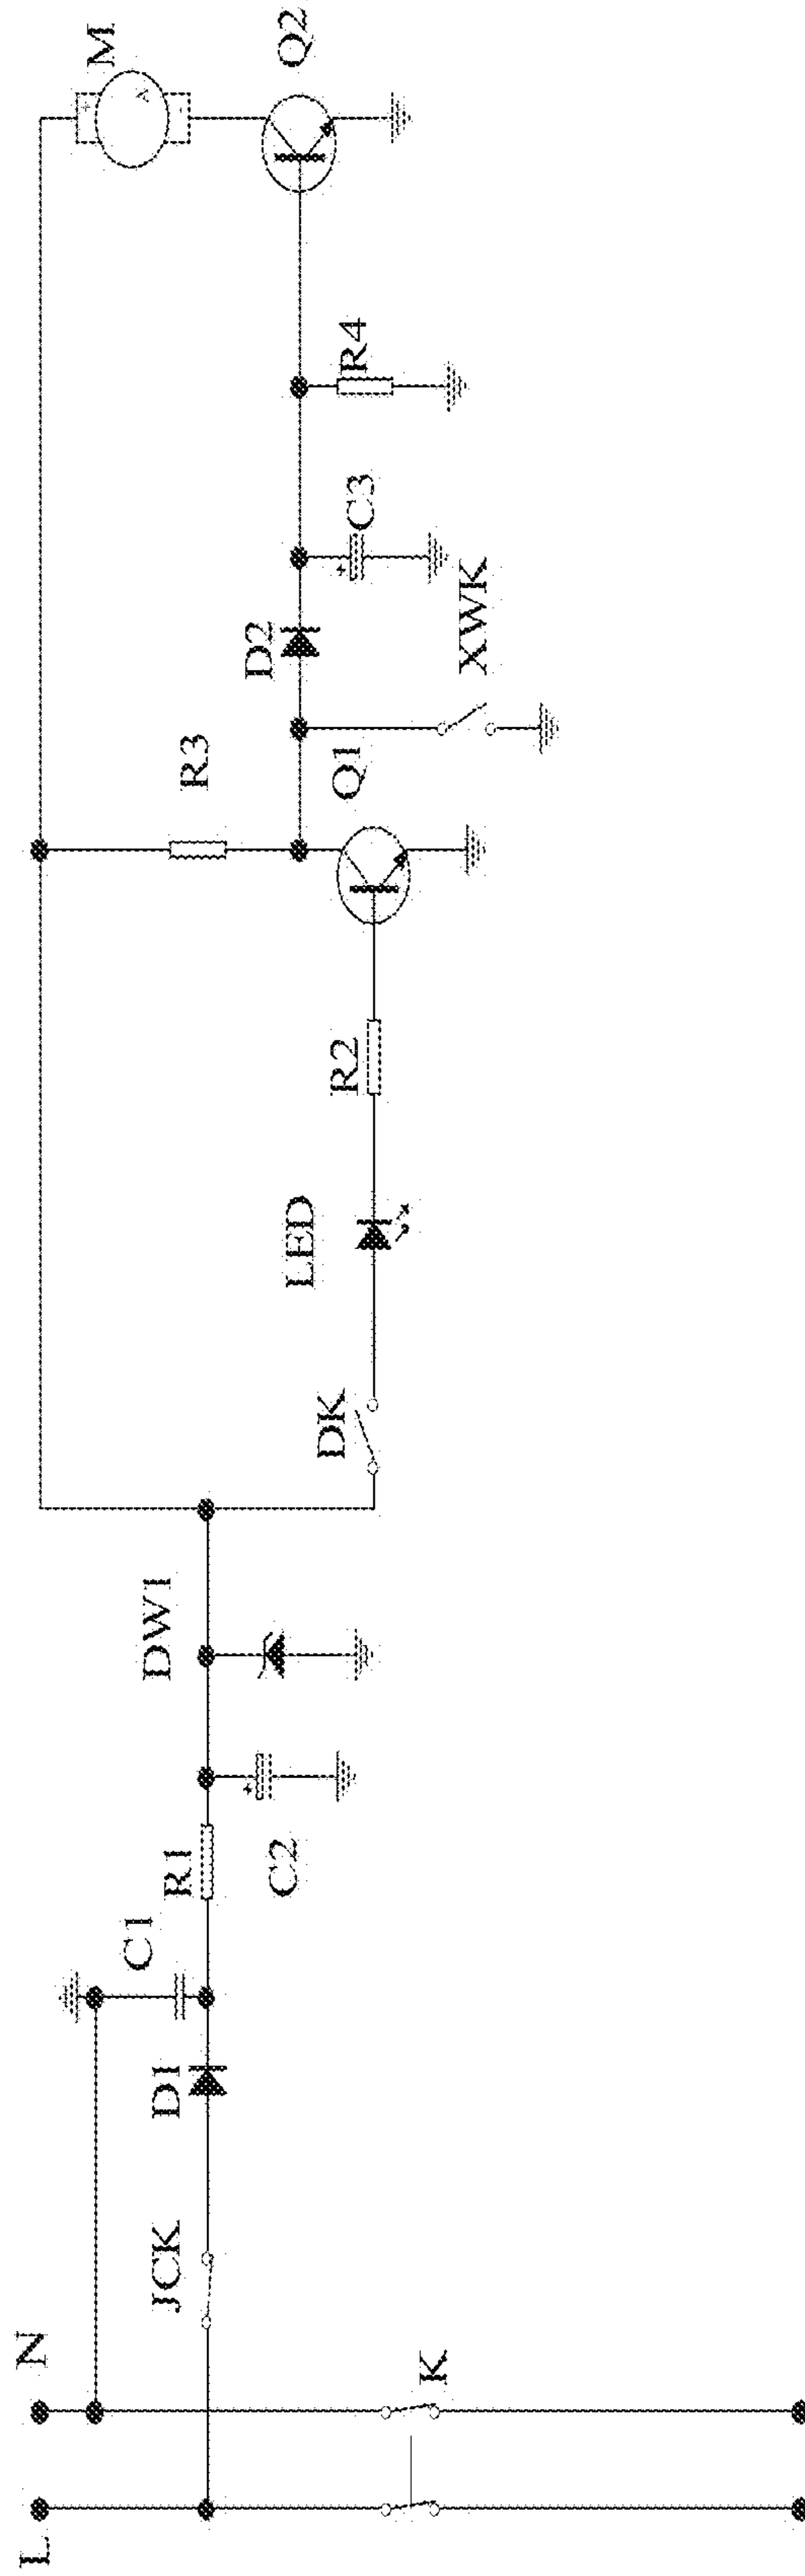 L
N
K
JCK
D1
C1
R1
C2
DW1
DK
LED
R2
Q1
R3
XWK
D2
C3
R4
Q2
M
+
A
-
+
+